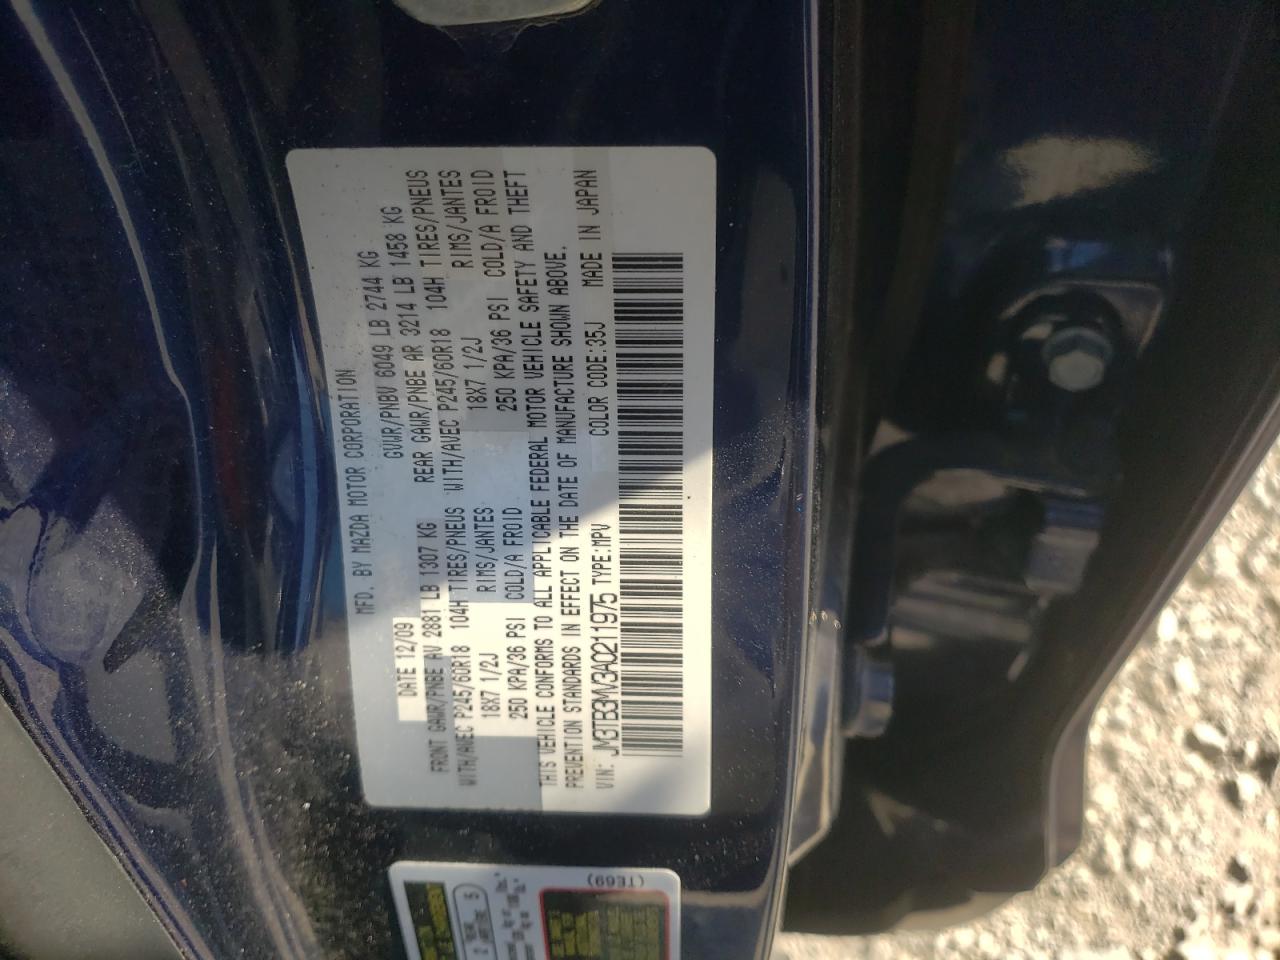 MFD. BY MAZDA MOTOR CORPORATION
DATE 12/09 GVWR/PNBV 6049 LB 2744 KG
FRONT GAWR/PNBE AV 2881 LB 1307 KG REAR GAWR/PNBE AR 3214 LB 1458 KG
WITH/AVEC P245/60R18 104H TIRES/PNEUS WITH/AVEC P245/60R18 104H TIRES/PNEUS
18X7 1/2J RIMS/JANTES 18X7 1/2J RIMS/JANTES
250 KPA/36 PSI COLD/A FROID 250 KPA/36 PSI COLD/A FROID
THIS VEHICLE CONFORMS TO ALL APPLICABLE FEDERAL MOTOR VEHICLE SAFETY AND THEFT
PREVENTION STANDARDS IN EFFECT ON THE DATE OF MANUFACTURE SHOWN ABOVE.
VIN: JM3TB3MV3A0211975 TYPE:MPV COLOR CODE:35J MADE IN JAPAN
(TE69)
2
5